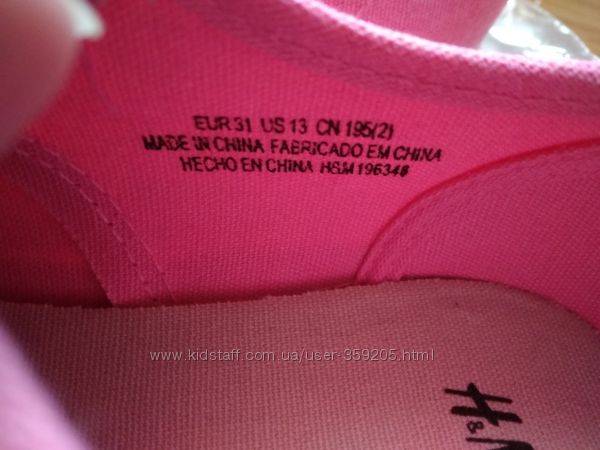 EUR 31 US 13 CN 195(2)
MADE IN CHINA FABRICADO EM CHINA
HECHO EN CHINA H&M 196348
www.kidstaff.com.ua/user-359205.html
H&M